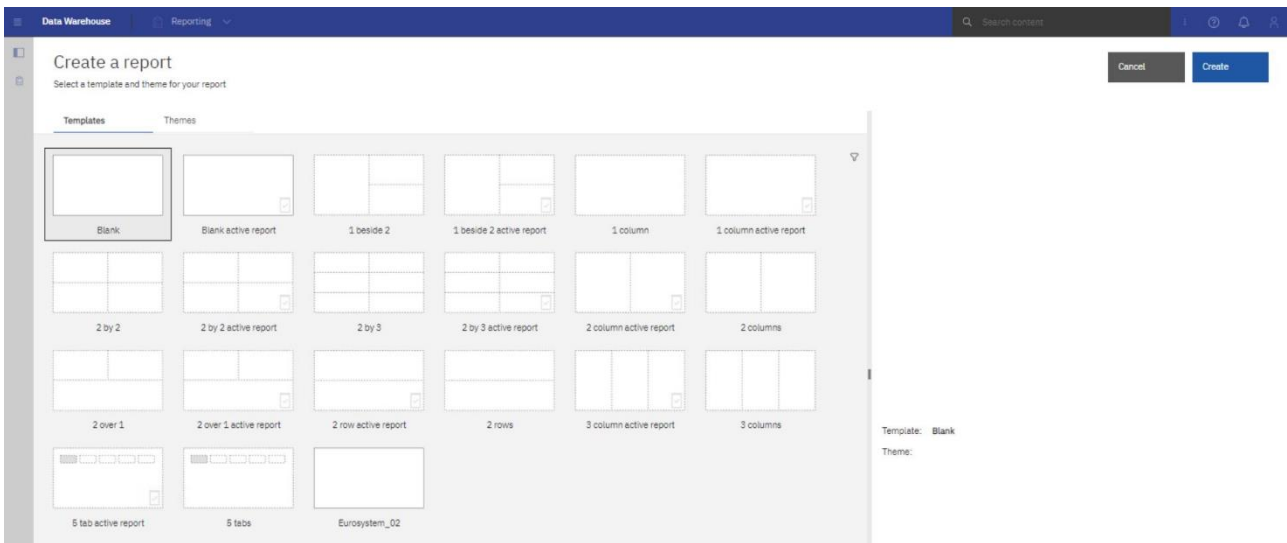 Data Warehouse Reporting Search content
Create a report
Select a template and theme for your report
Cancel Create
Templates Themes
Blank Blank active report 1 beside 2 1 beside 2 active report 1 column 1 column active report
2 by 2 2 by 2 active report 2 by 3 2 by 3 active report 2 column active report 2 columns
2 over 1 2 over 1 active report 2 row active report 2 rows 3 column active report 3 columns
Template: Blank
Theme:
5 tab active report 5 tabs Eurosystem_02